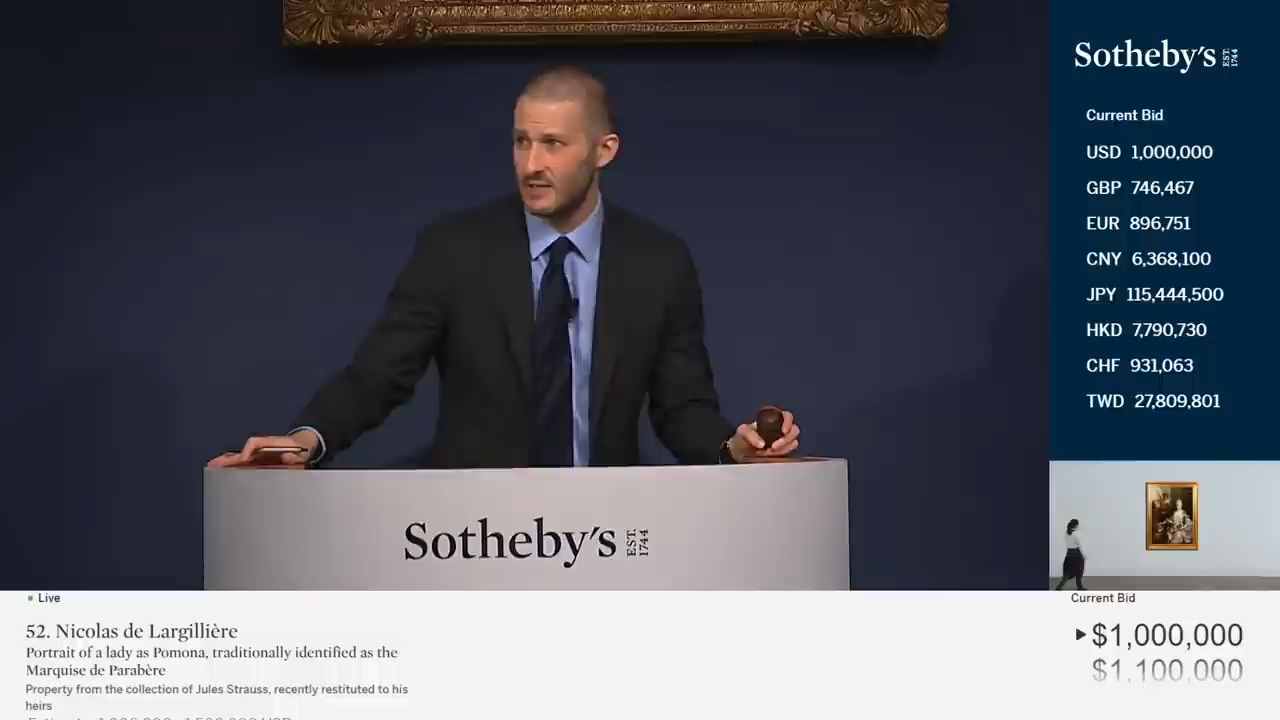 Sotheby's EST. 1744
Current Bid
USD 1,000,000
GBP 746,467
EUR 896,751
CNY 6,368,100
JPY 115,444,500
HKD 7,790,730
CHF 931,063
TWD 27,809,801
Sotheby's EST. 1744
Live
52. Nicolas de Largillière
Portrait of a lady as Pomona, traditionally identified as the
Marquise de Parabère
Property from the collection of Jules Strauss, recently restituted to his
heirs
Current Bid
$1,000,000
$1,100,000